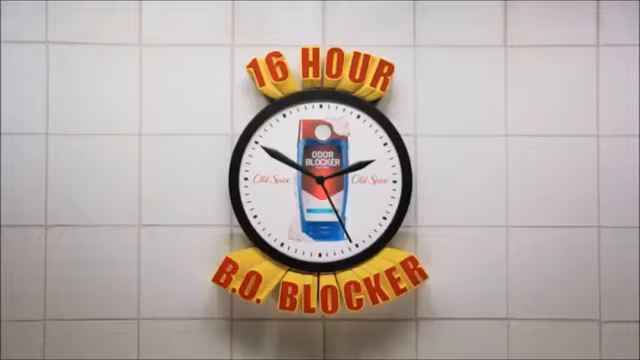 16 HOUR
ODOR
BLOCKER
Old Spice
Old Spice
B.O. BLOCKER